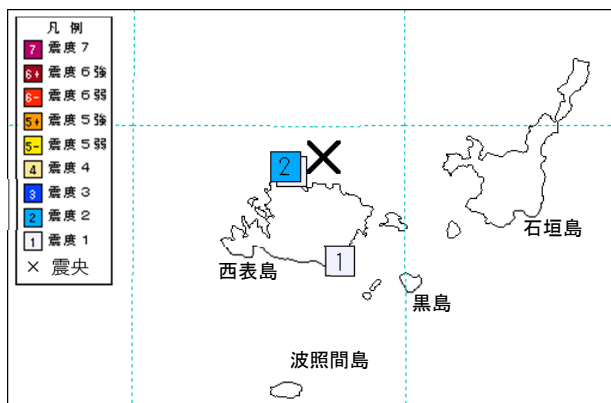 凡 例
7 震度７
6+ 震度６強
6- 震度６弱
5+ 震度５強
5- 震度５弱
4 震度４
3 震度３
2 震度２
1 震度１
× 震央
2
1
石垣島
西表島
黒島
波照間島